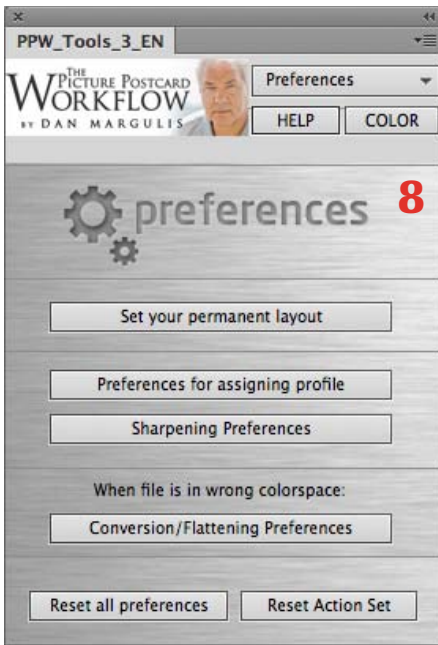 PPW_Tools_3_EN
THE
PICTURE POSTCARD
WORKFLOW
BY DAN MARGULIS
Preferences
HELP
COLOR
preferences
8
Set your permanent layout
Preferences for assigning profile
Sharpening Preferences
When file is in wrong colorspace:
Conversion/Flattening Preferences
Reset all preferences
Reset Action Set